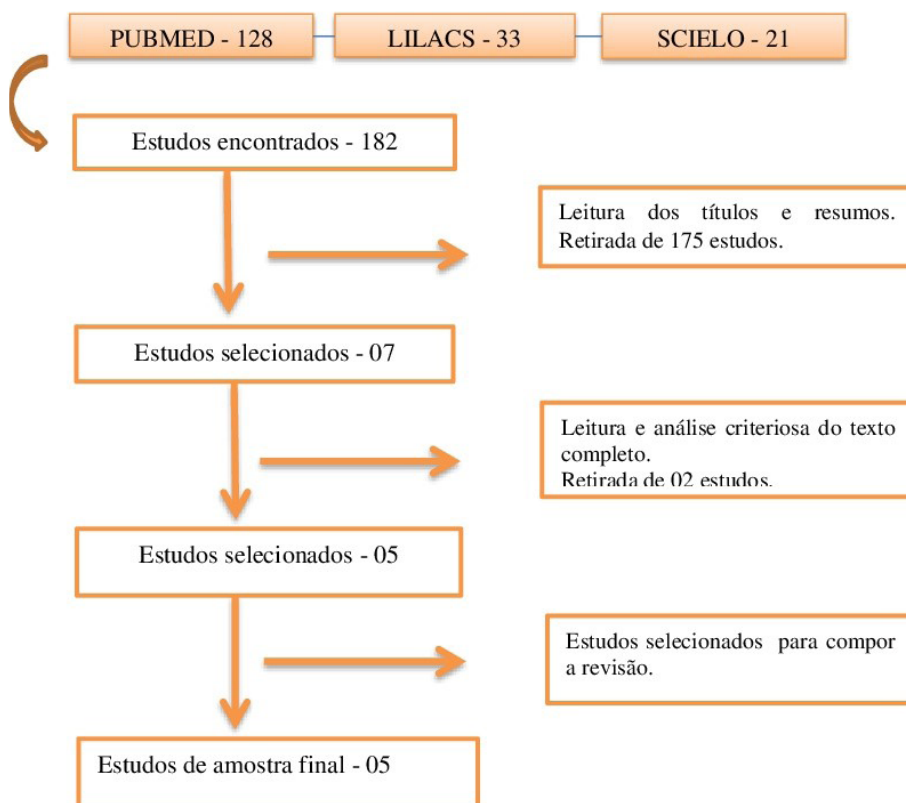 PUBMED - 128
LILACS - 33
SCIELO - 21
Estudos encontrados - 182
Leitura dos títulos e resumos.
Retirada de 175 estudos.
Estudos selecionados - 07
Leitura e análise criteriosa do texto
completo.
Retirada de 02 estudos.
Estudos selecionados - 05
Estudos selecionados para compor
a revisão.
Estudos de amostra final - 05